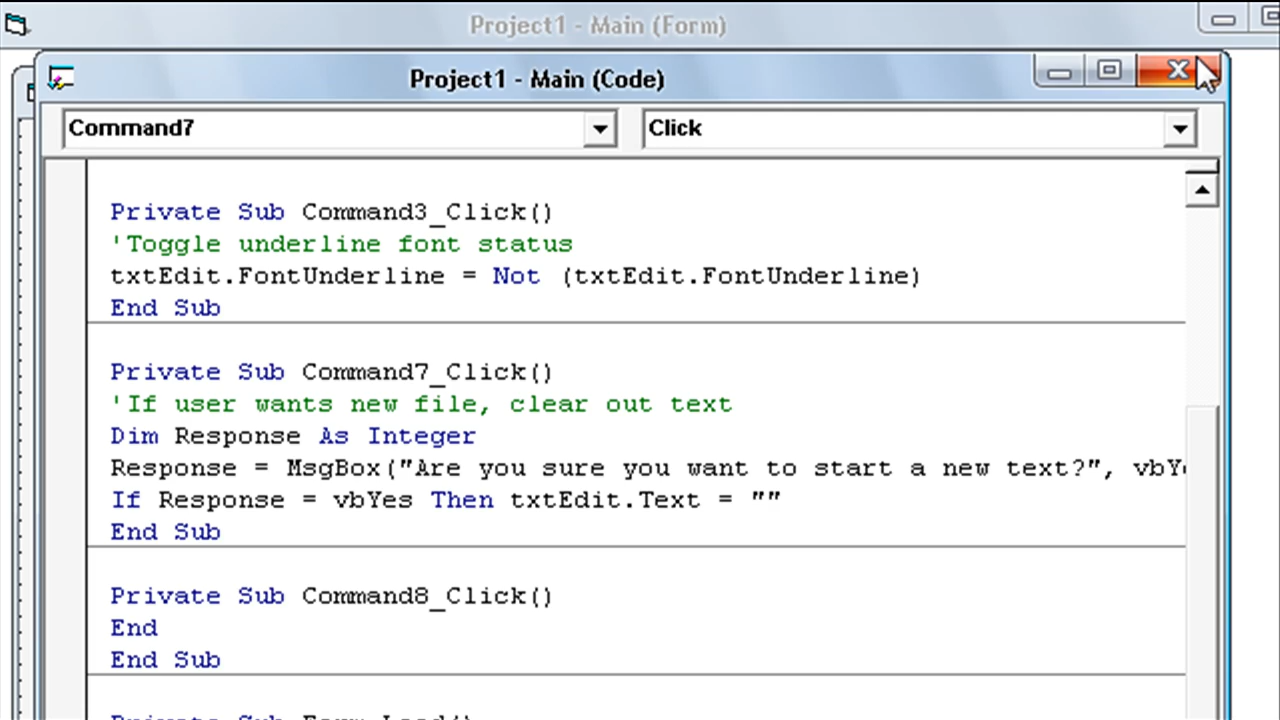 Project1 - Main (Form)
Project1 - Main (Code)
Command7
Click
Private Sub Command3_Click()
'Toggle underline font status
txtEdit.FontUnderline = Not (txtEdit.FontUnderline)
End Sub
Private Sub Command7_Click()
'If user wants new file, clear out text
Dim Response As Integer
Response = MsgBox("Are you sure you want to start a new text?",
If Response = vbYes Then txtEdit.Text = ""
End Sub
Private Sub Command8_Click()
End
End Sub
Private Sub Form_Load()